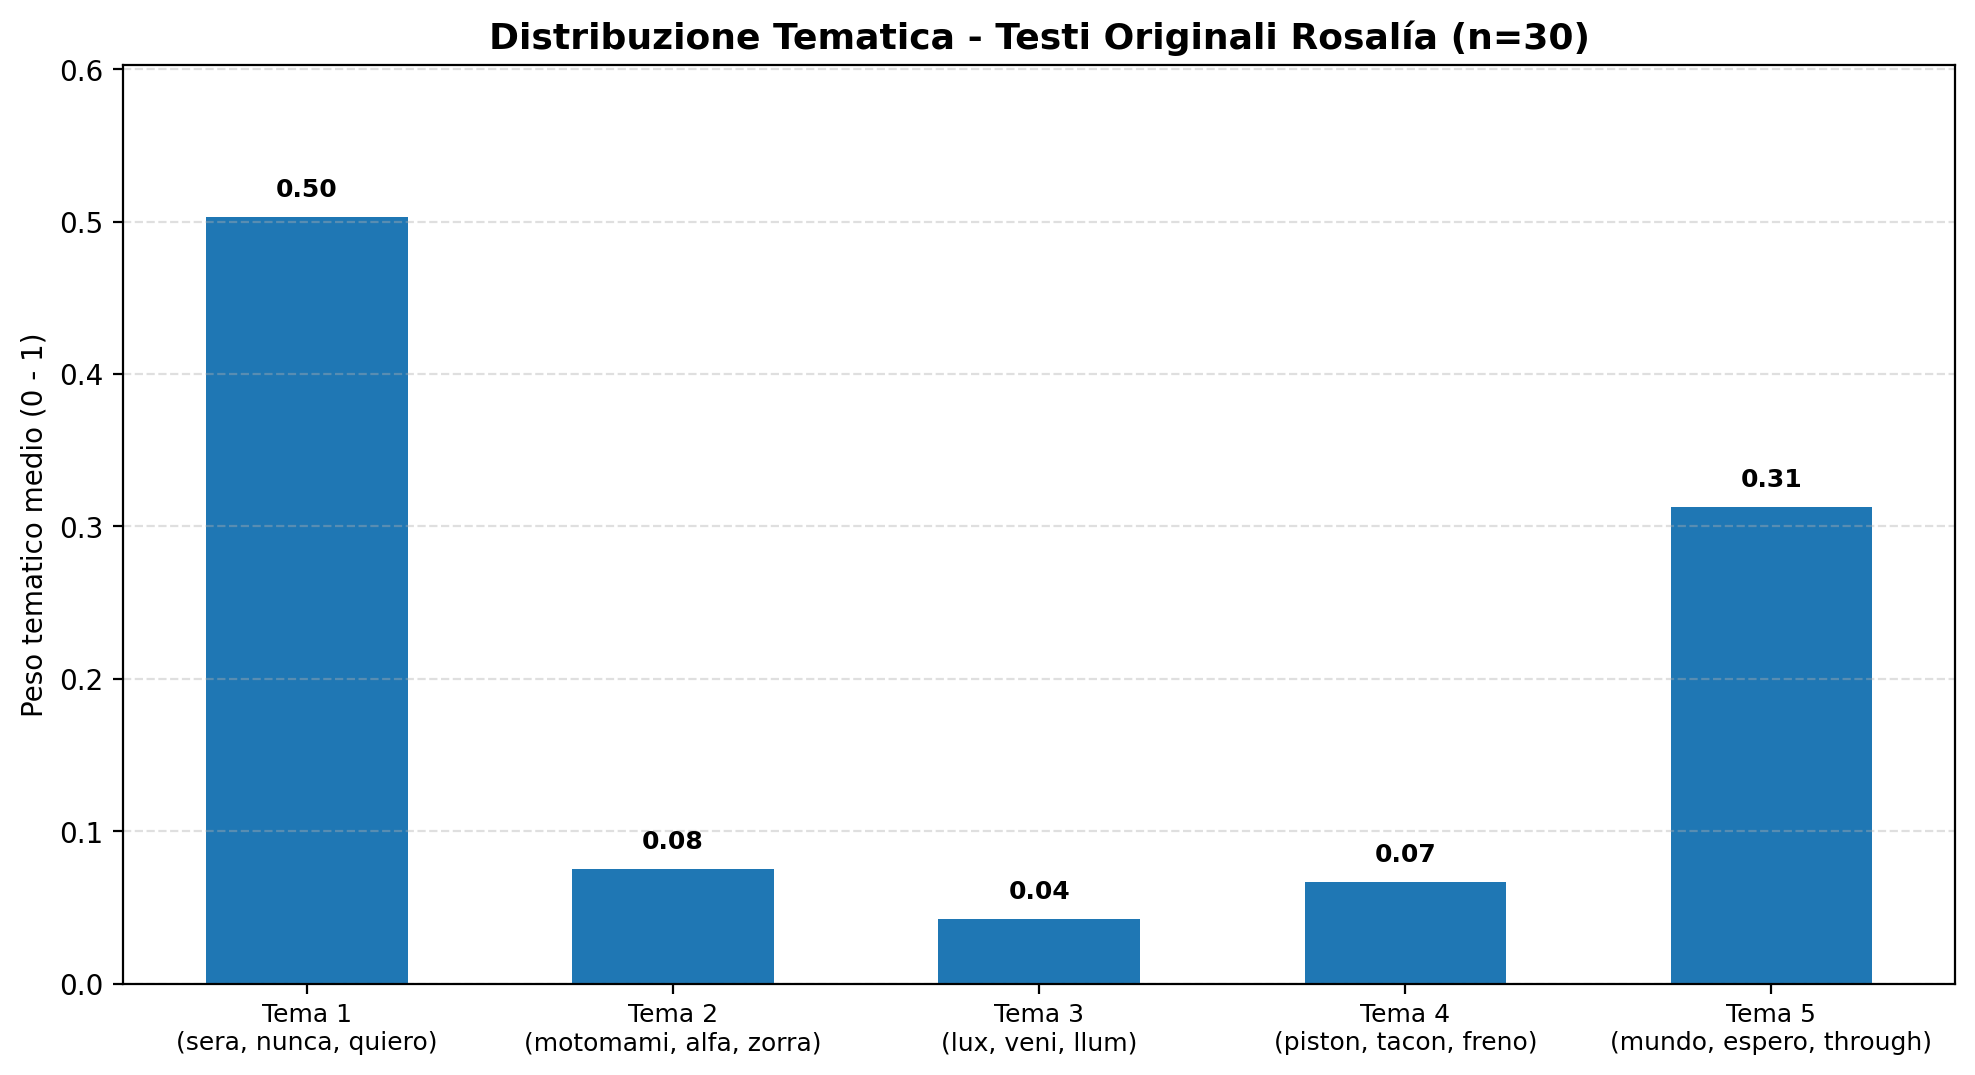 Distribuzione Tematica - Testi Originali Rosalía (n=30)
Peso tematico medio (0 - 1)
0.6
0.5
0.4
0.3
0.2
0.1
0.0
0.50
0.08
0.04
0.07
0.31
Tema 1
(sera, nunca, quiero)
Tema 2
(motomami, alfa, zorra)
Tema 3
(lux, veni, llum)
Tema 4
(piston, tacon, freno)
Tema 5
(mundo, espero, through)